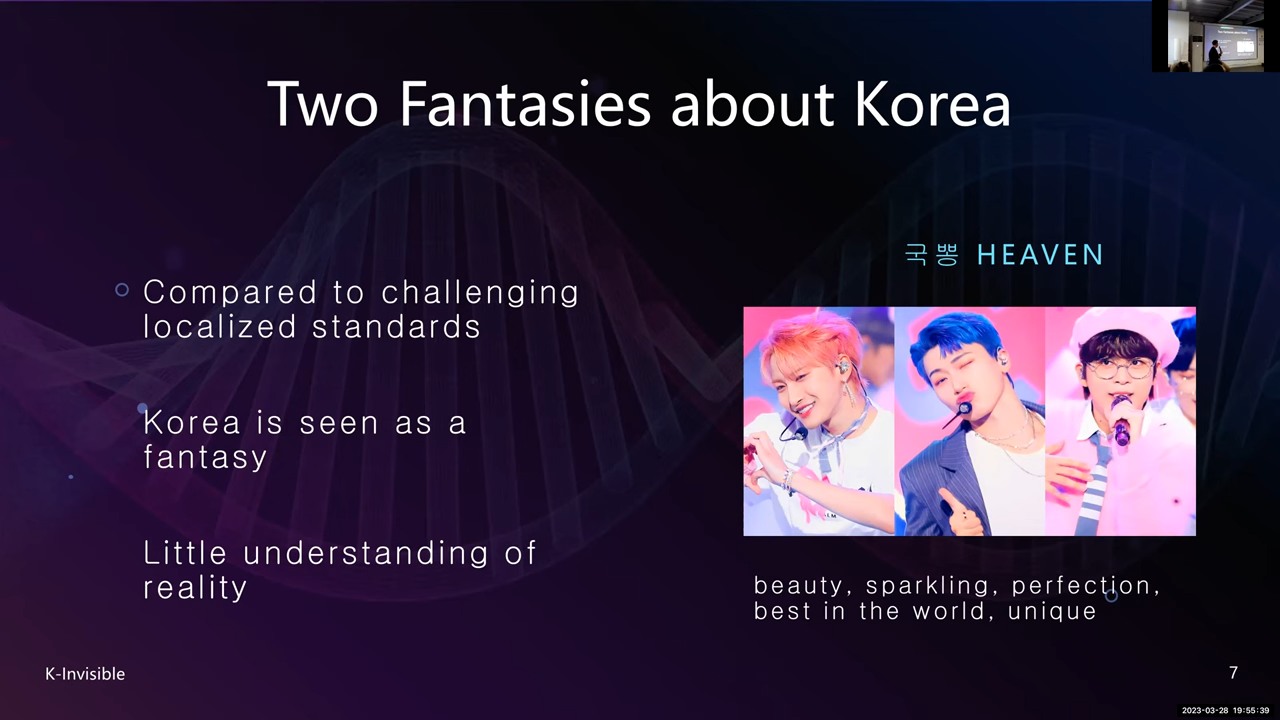 Two Fantasies about Korea
국뽕 HEAVEN
Compared to challenging
localized standards
Korea is seen as a
fantasy
Little understanding of
reality
beauty, sparkling, perfection,
best in the world, unique
K-Invisible
7
2023-03-28 19:55:39